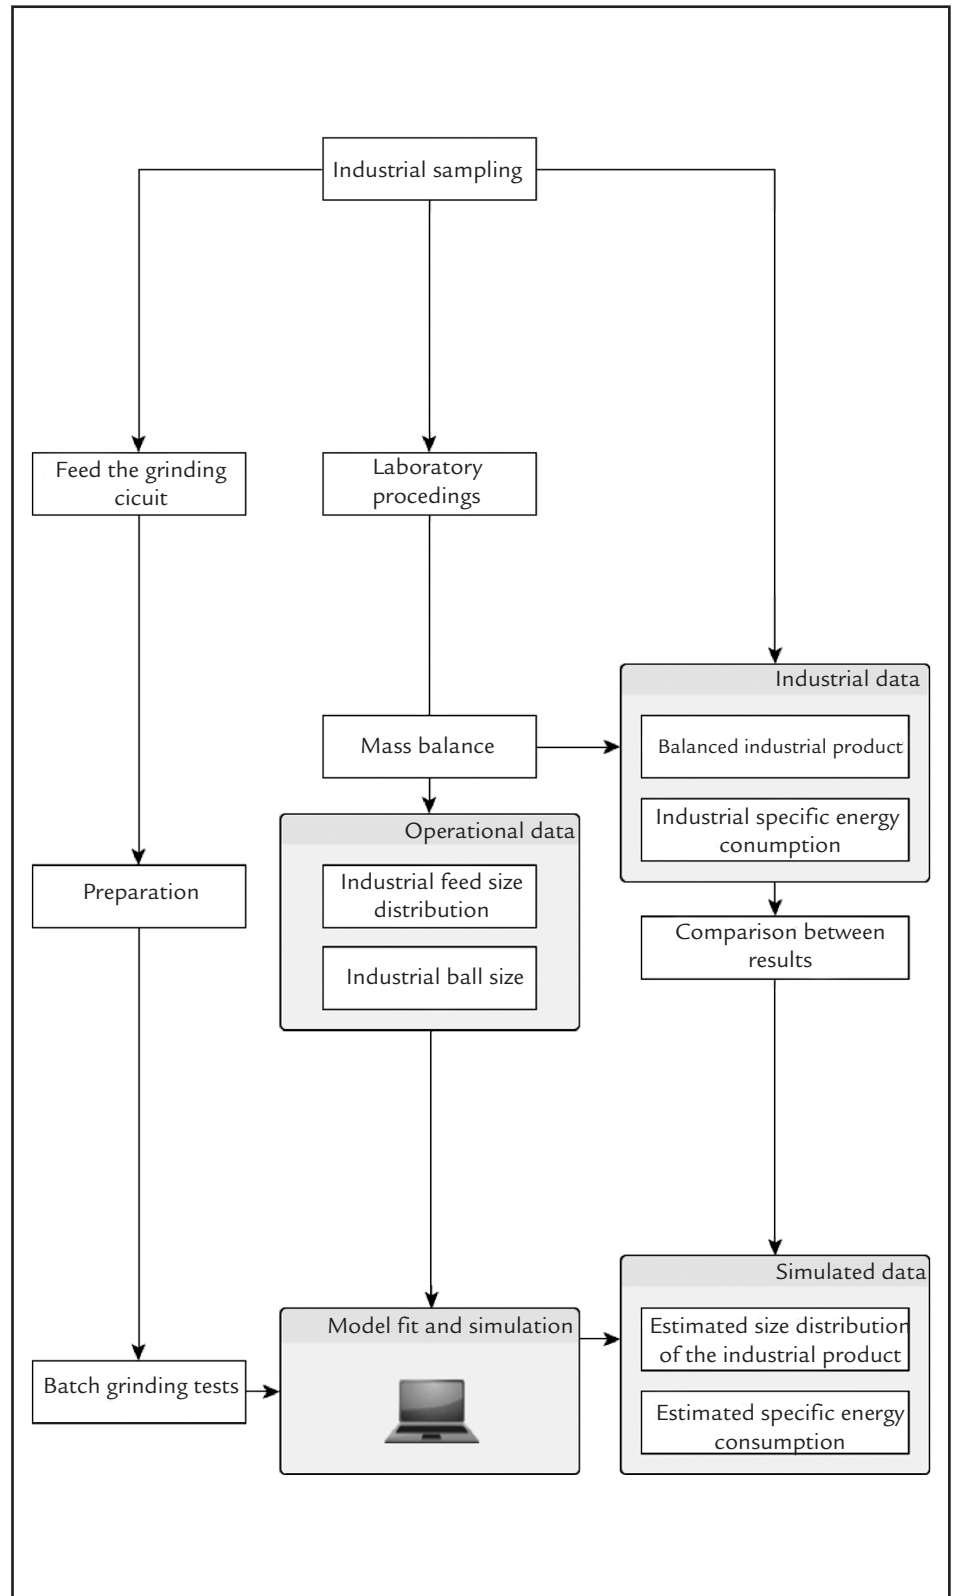 Industrial sampling
Feed the grinding
cicuit
Laboratory
procedings
Industrial data
Mass balance
Balanced industrial product
Industrial specific energy
conumption
Operational data
Industrial feed size
distribution
Industrial ball size
Preparation
Comparison between
results
Simulated data
Model fit and simulation
Estimated size distribution
of the industrial product
Batch grinding tests
Estimated specific energy
consumption